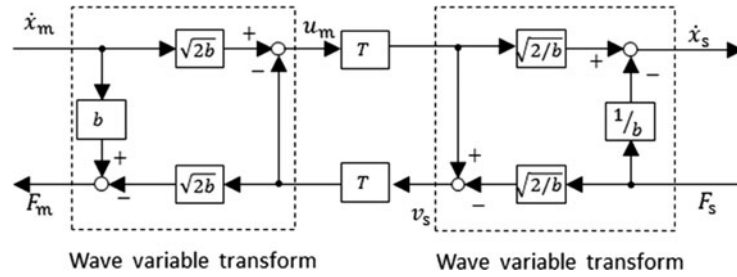 ẋₘ √2b + − uₘ T √2/b + − ẋₛ
b 1/b
+ +
Fₘ − √2b T vₛ − √2/b Fₛ
Wave variable transform Wave variable transform